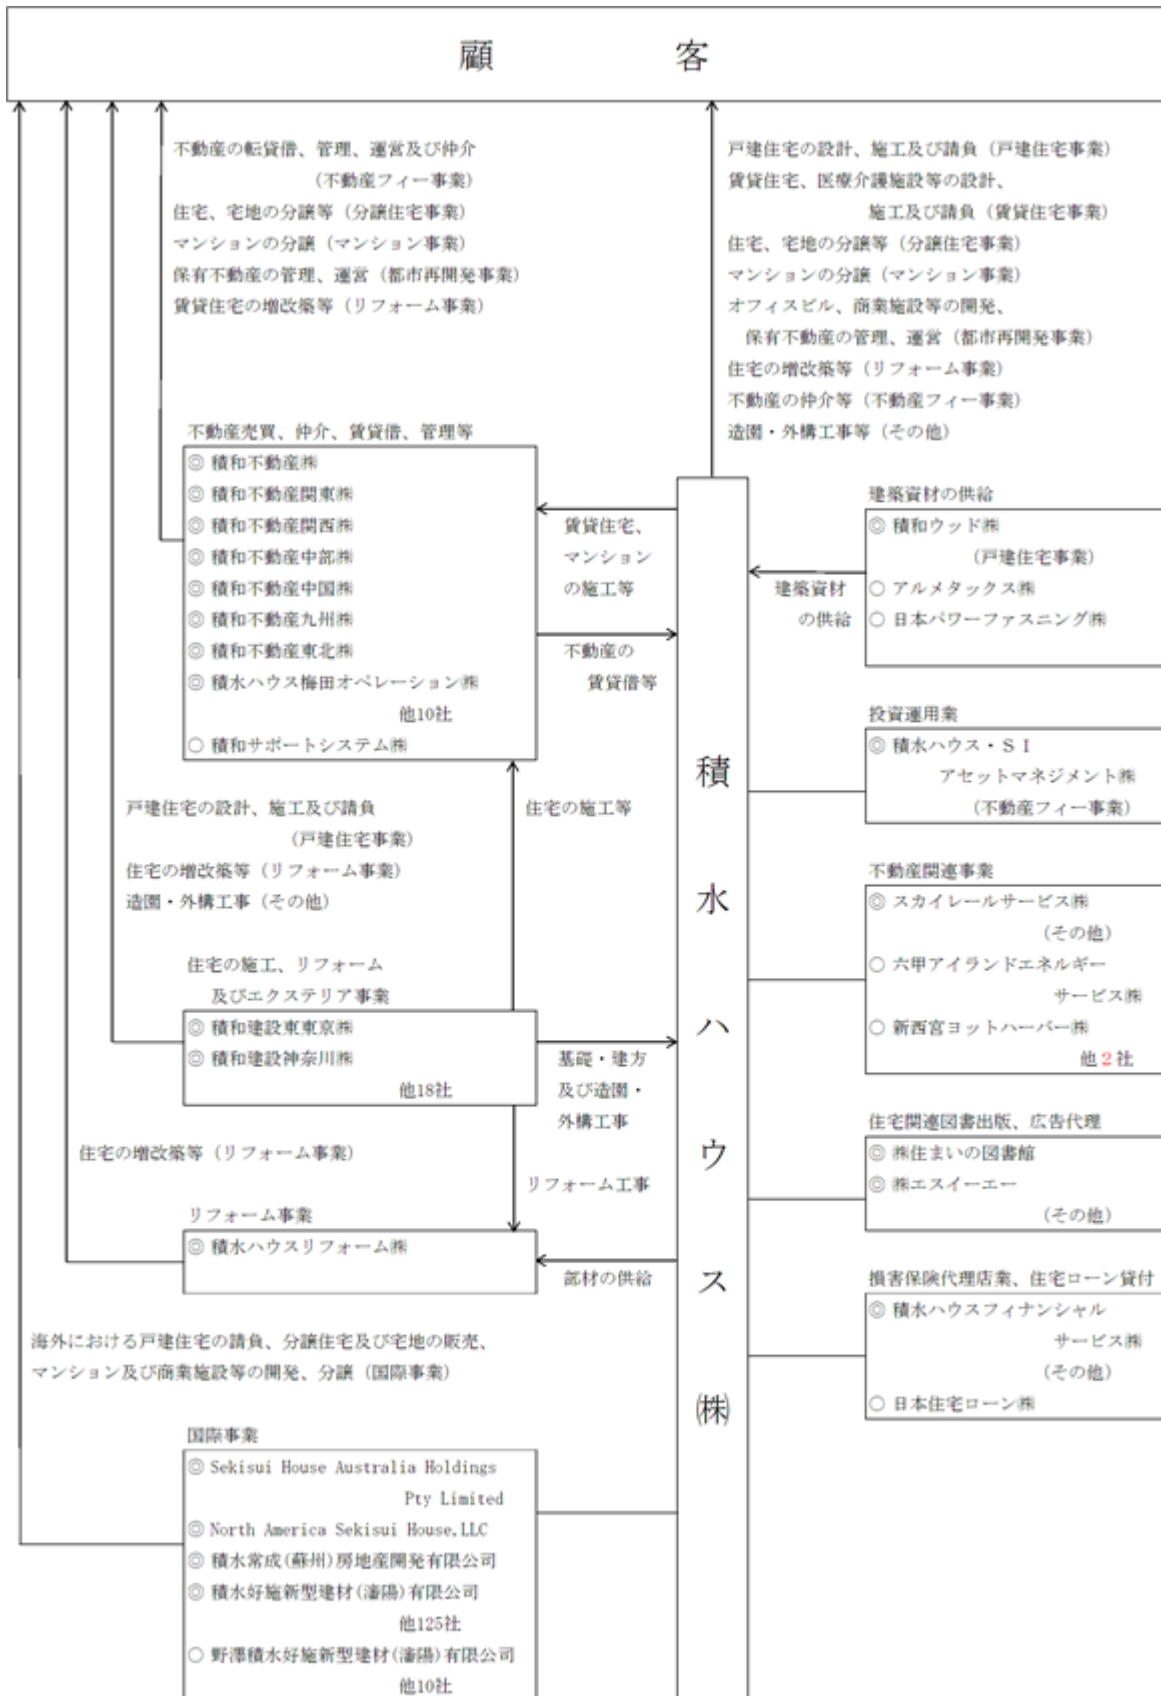 顧客
不動産の転貸借、管理、運営及び仲介
(不動産フィー事業)
住宅、宅地の分譲等 (分譲住宅事業)
マンションの分譲 (マンション事業)
保有不動産の管理、運営 (都市再開発事業)
賃貸住宅の増改築等 (リフォーム事業)
戸建住宅の設計、施工及び請負 (戸建住宅事業)
賃貸住宅、医療介護施設等の設計、
施工及び請負 (賃貸住宅事業)
住宅、宅地の分譲等 (分譲住宅事業)
マンションの分譲 (マンション事業)
オフィスビル、商業施設等の開発、
保有不動産の管理、運営 (都市再開発事業)
住宅の増改築等 (リフォーム事業)
不動産の仲介等 (不動産フィー事業)
造園・外構工事等 (その他)
不動産売買、仲介、賃貸借、管理等
◎ 積和不動産㈱
◎ 積和不動産関東㈱
◎ 積和不動産関西㈱
◎ 積和不動産中部㈱
◎ 積和不動産中国㈱
◎ 積和不動産九州㈱
◎ 積和不動産東北㈱
◎ 積水ハウス梅田オペレーション㈱
他10社
○ 積和サポートシステム㈱
賃貸住宅、
マンション
の施工等
不動産の
賃貸借等
積水ハウス㈱
建築資材の供給
◎ 積和ウッド㈱
(戸建住宅事業)
○ アルメタックス㈱
○ 日本パワーファスニング㈱
建築資材
の供給
投資運用業
◎ 積水ハウス・ＳＩ
アセットマネジメント㈱
(不動産フィー事業)
不動産関連事業
◎ スカイレールサービス㈱
(その他)
○ 六甲アイランドエネルギー
サービス㈱
○ 新西宮ヨットハーバー㈱
他２社
住宅関連図書出版、広告代理
◎ ㈱住まいの図書館
◎ ㈱エスイーエー
(その他)
損害保険代理店業、住宅ローン貸付
◎ 積水ハウスフィナンシャル
サービス㈱
(その他)
○ 日本住宅ローン㈱
戸建住宅の設計、施工及び請負
(戸建住宅事業)
住宅の増改築等 (リフォーム事業)
造園・外構工事 (その他)
住宅の施工等
住宅の施工、リフォーム
及びエクステリア事業
◎ 積和建設東東京㈱
◎ 積和建設神奈川㈱
他18社
基礎・建方
及び造園・
外構工事
住宅の増改築等 (リフォーム事業)
リフォーム工事
リフォーム事業
◎ 積水ハウスリフォーム㈱
部材の供給
海外における戸建住宅の請負、分譲住宅及び宅地の販売、
マンション及び商業施設等の開発、分譲 (国際事業)
国際事業
◎ Sekisui House Australia Holdings
Pty Limited
◎ North America Sekisui House,LLC
◎ 積水常成(蘇州)房地産開発有限公司
◎ 積水好施新型建材(瀋陽)有限公司
他125社
○ 野澤積水好施新型建材(瀋陽)有限公司
他10社